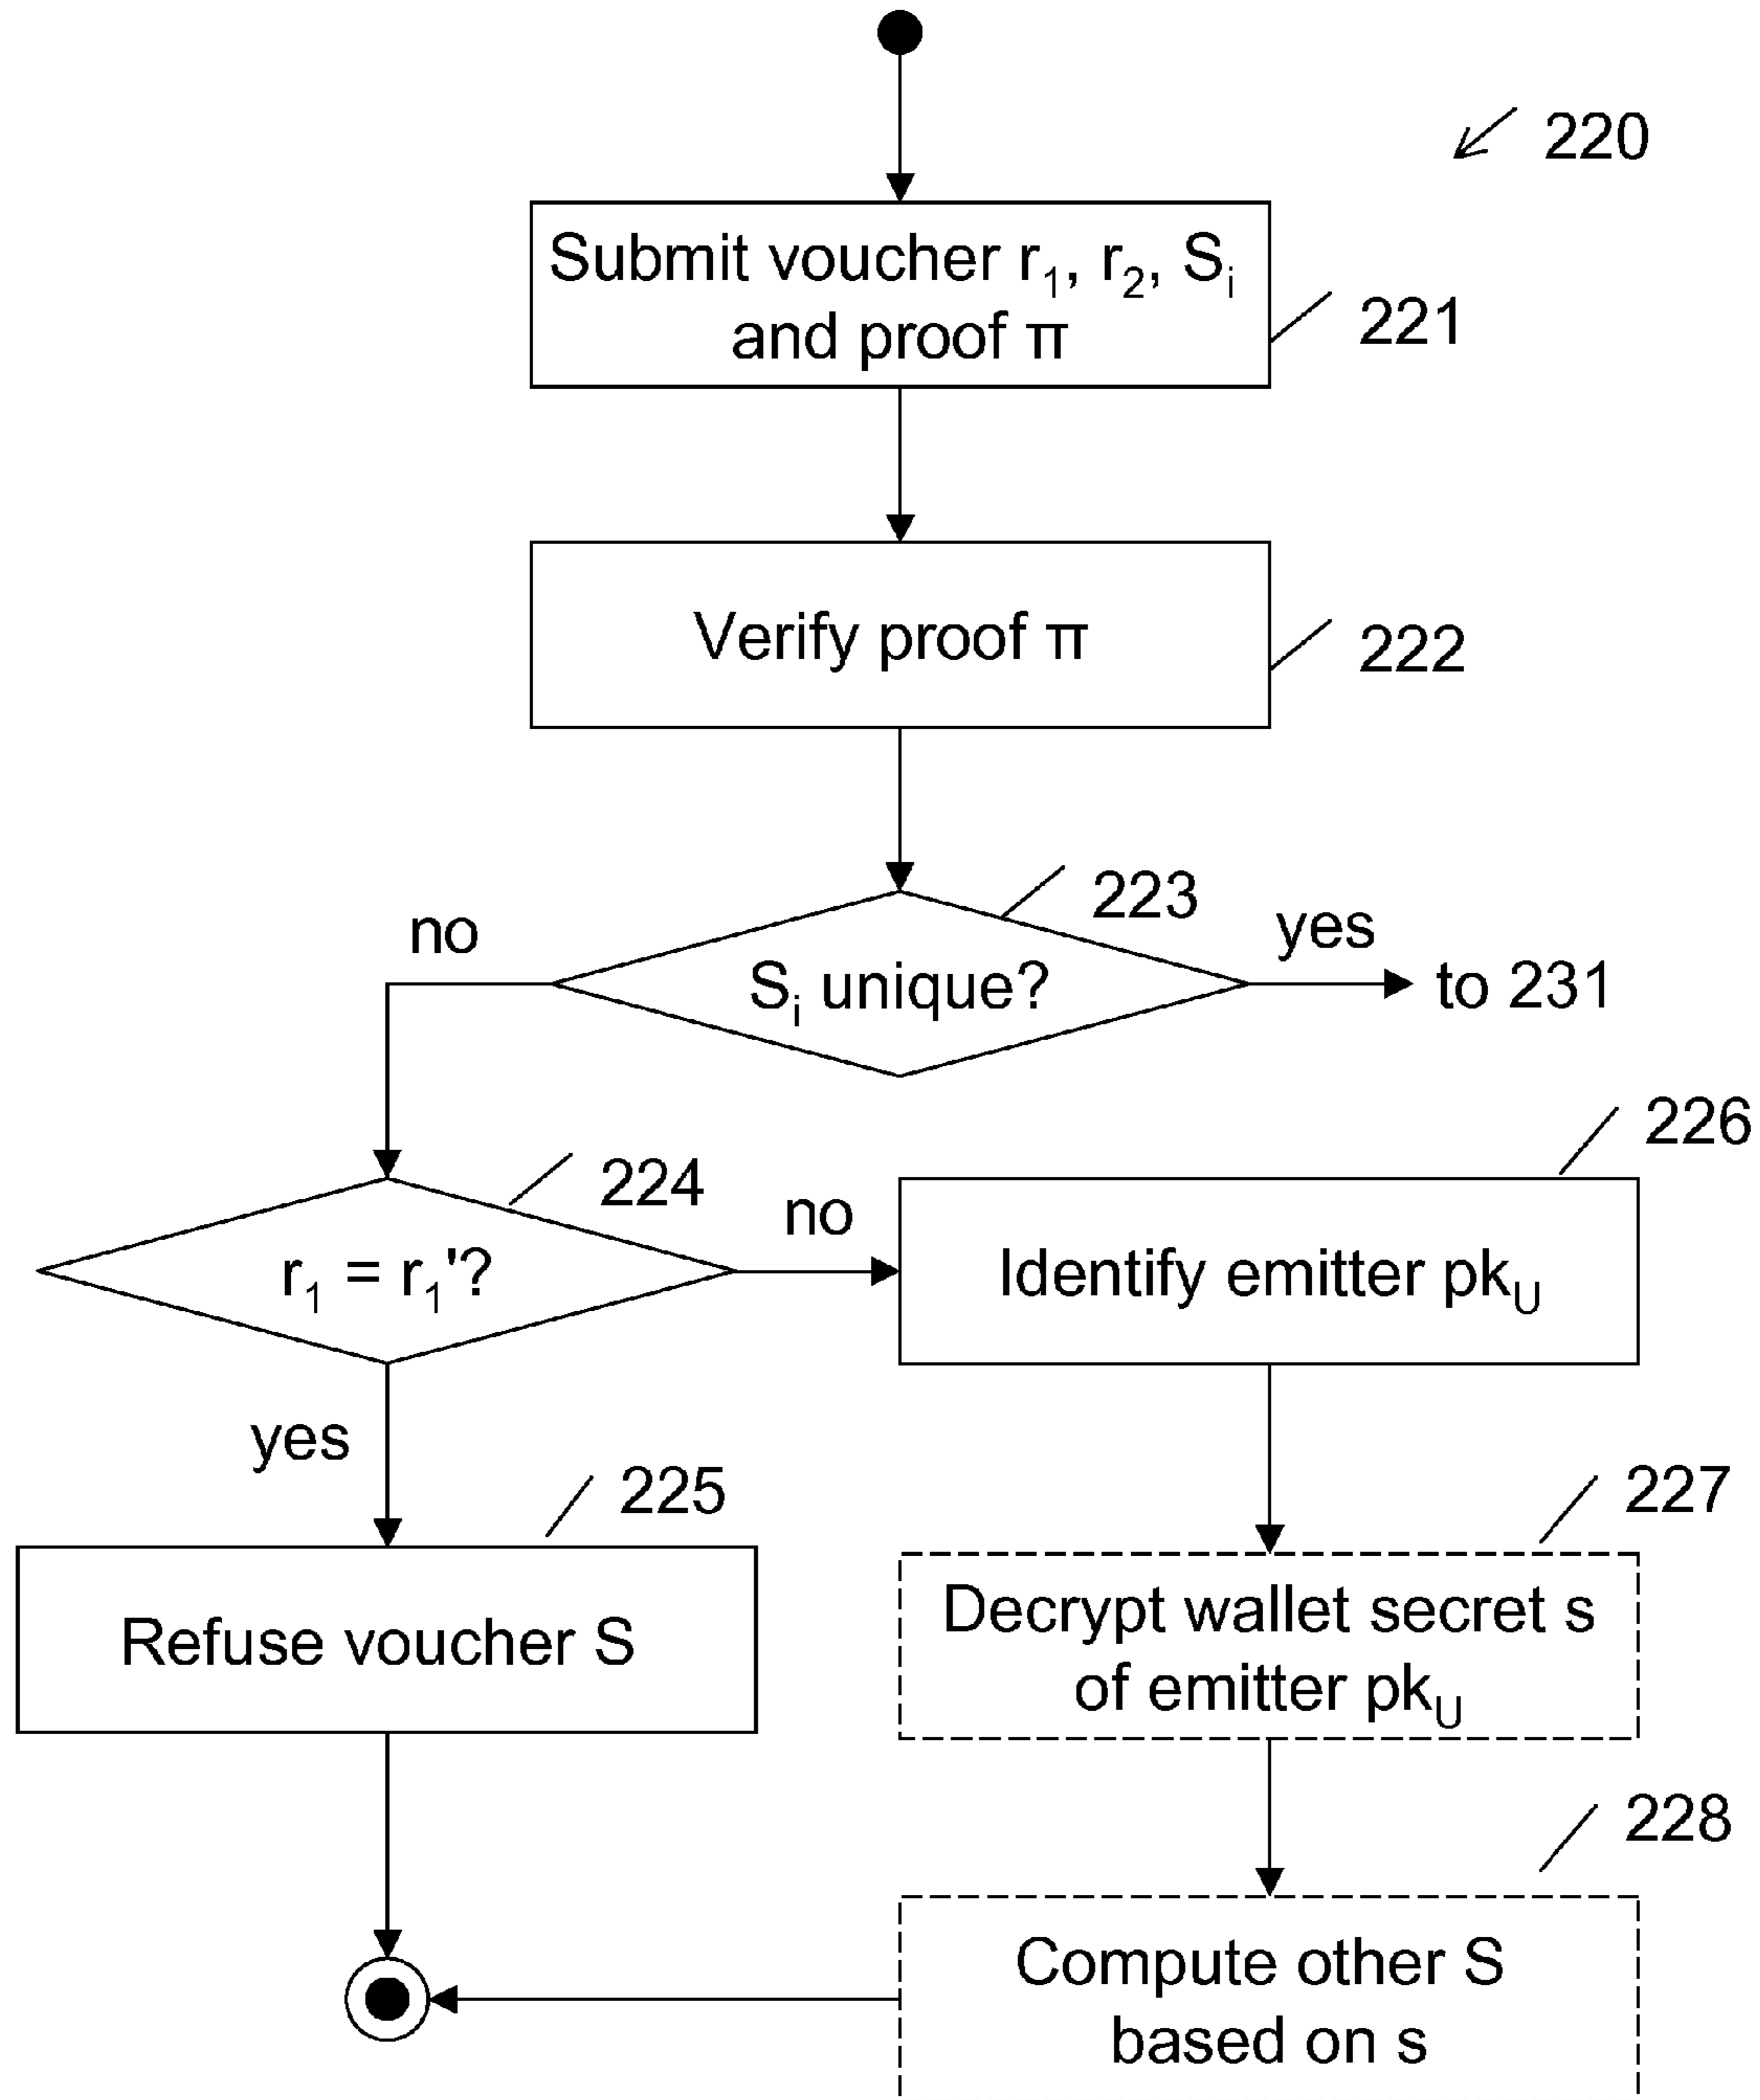 220
Submit voucher r₁, r₂, Sᵢ
and proof π
221
Verify proof π
222
223
no
yes
Sᵢ unique?
to 231
226
224
no
r₁ = r₁'?
Identify emitter pk_U
yes
225
227
Refuse voucher S
Decrypt wallet secret s
of emitter pk_U
228
Compute other S
based on s